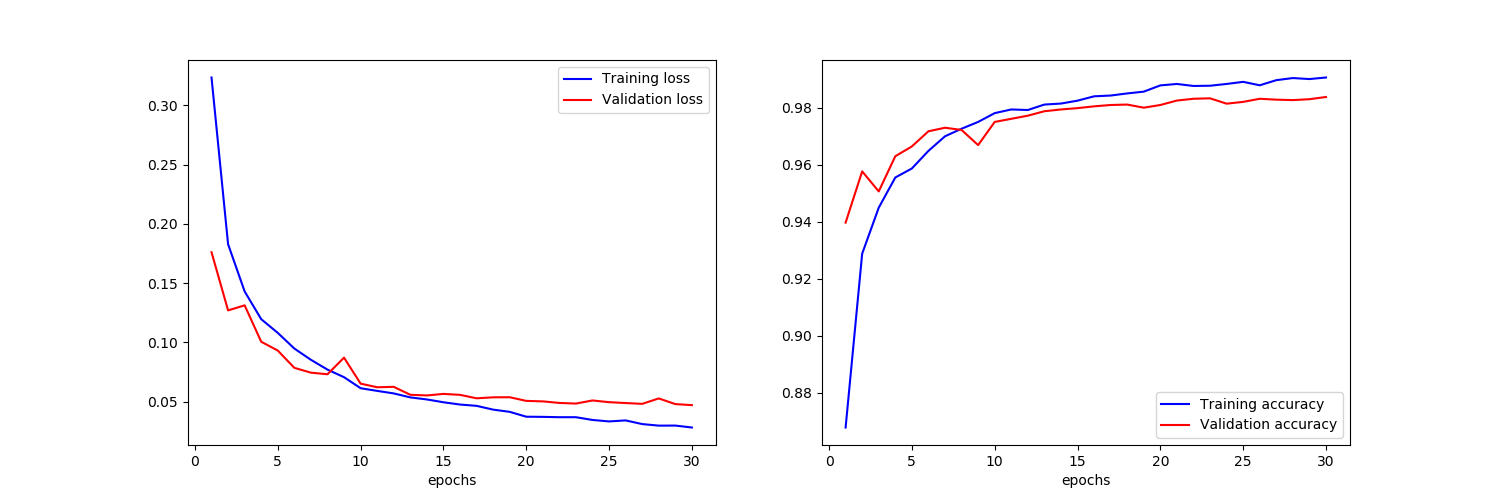 Training loss
Validation loss
0.30
0.25
0.20
0.15
0.10
0.05
0 5 10 15 20 25 30
epochs
0.98
0.96
0.94
0.92
0.90
0.88
Training accuracy
Validation accuracy
0 5 10 15 20 25 30
epochs